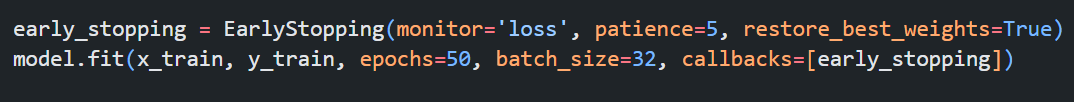 early_stopping = EarlyStopping(monitor='loss', patience=5, restore_best_weights=True)
model.fit(x_train, y_train, epochs=50, batch_size=32, callbacks=[early_stopping])